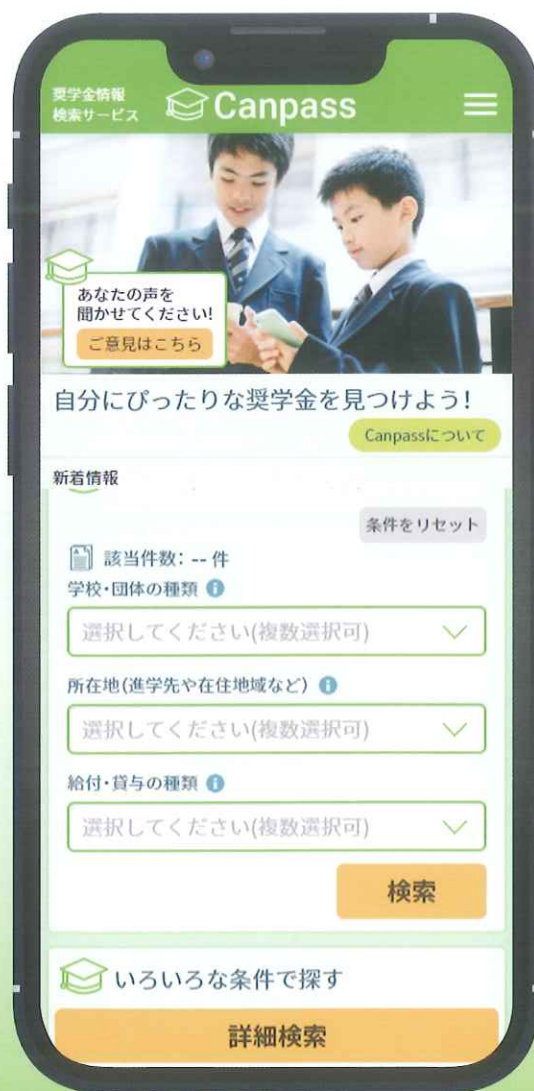 奨学金情報
検索サービス
Canpass
あなたの声を
聞かせてください!
ご意見はこちら
自分にぴったりな奨学金を見つけよう!
Canpassについて
新着情報
条件をリセット
該当件数: -- 件
学校・団体の種類
選択してください(複数選択可)
所在地(進学先や在住地域など)
選択してください(複数選択可)
給付・貸与の種類
選択してください(複数選択可)
検索
いろいろな条件で探す
詳細検索